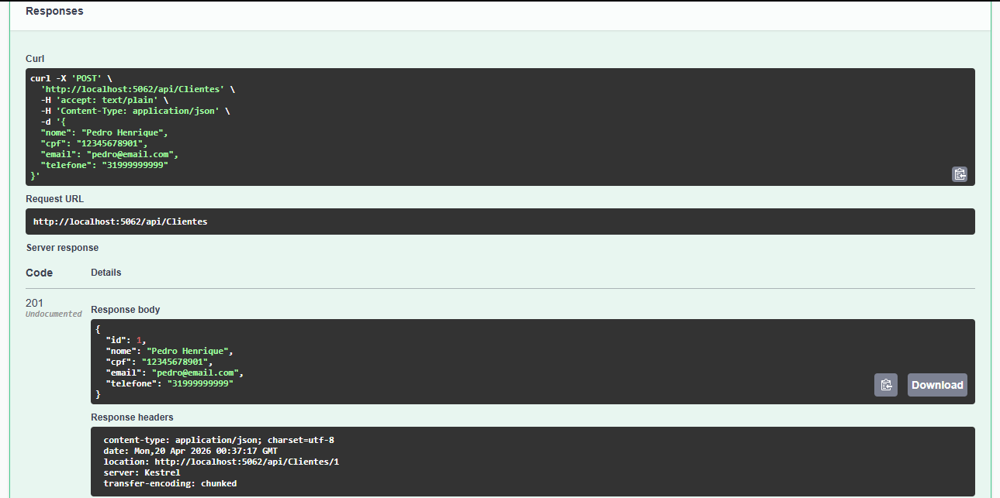 Responses
Curl
curl -X 'POST' \
'http://localhost:5062/api/Clientes' \
-H 'accept: text/plain' \
-H 'Content-Type: application/json' \
-d '{
"nome": "Pedro Henrique",
"cpf": "12345678901",
"email": "pedro@email.com",
"telefone": "31999999999"
}'
Request URL
http://localhost:5062/api/Clientes
Server response
Code Details
201
Undocumented
Response body
{
"id": 1,
"nome": "Pedro Henrique",
"cpf": "12345678901",
"email": "pedro@email.com",
"telefone": "31999999999"
}
Download
Response headers
content-type: application/json; charset=utf-8
date: Mon,20 Apr 2026 00:37:17 GMT
location: http://localhost:5062/api/Clientes/1
server: Kestrel
transfer-encoding: chunked